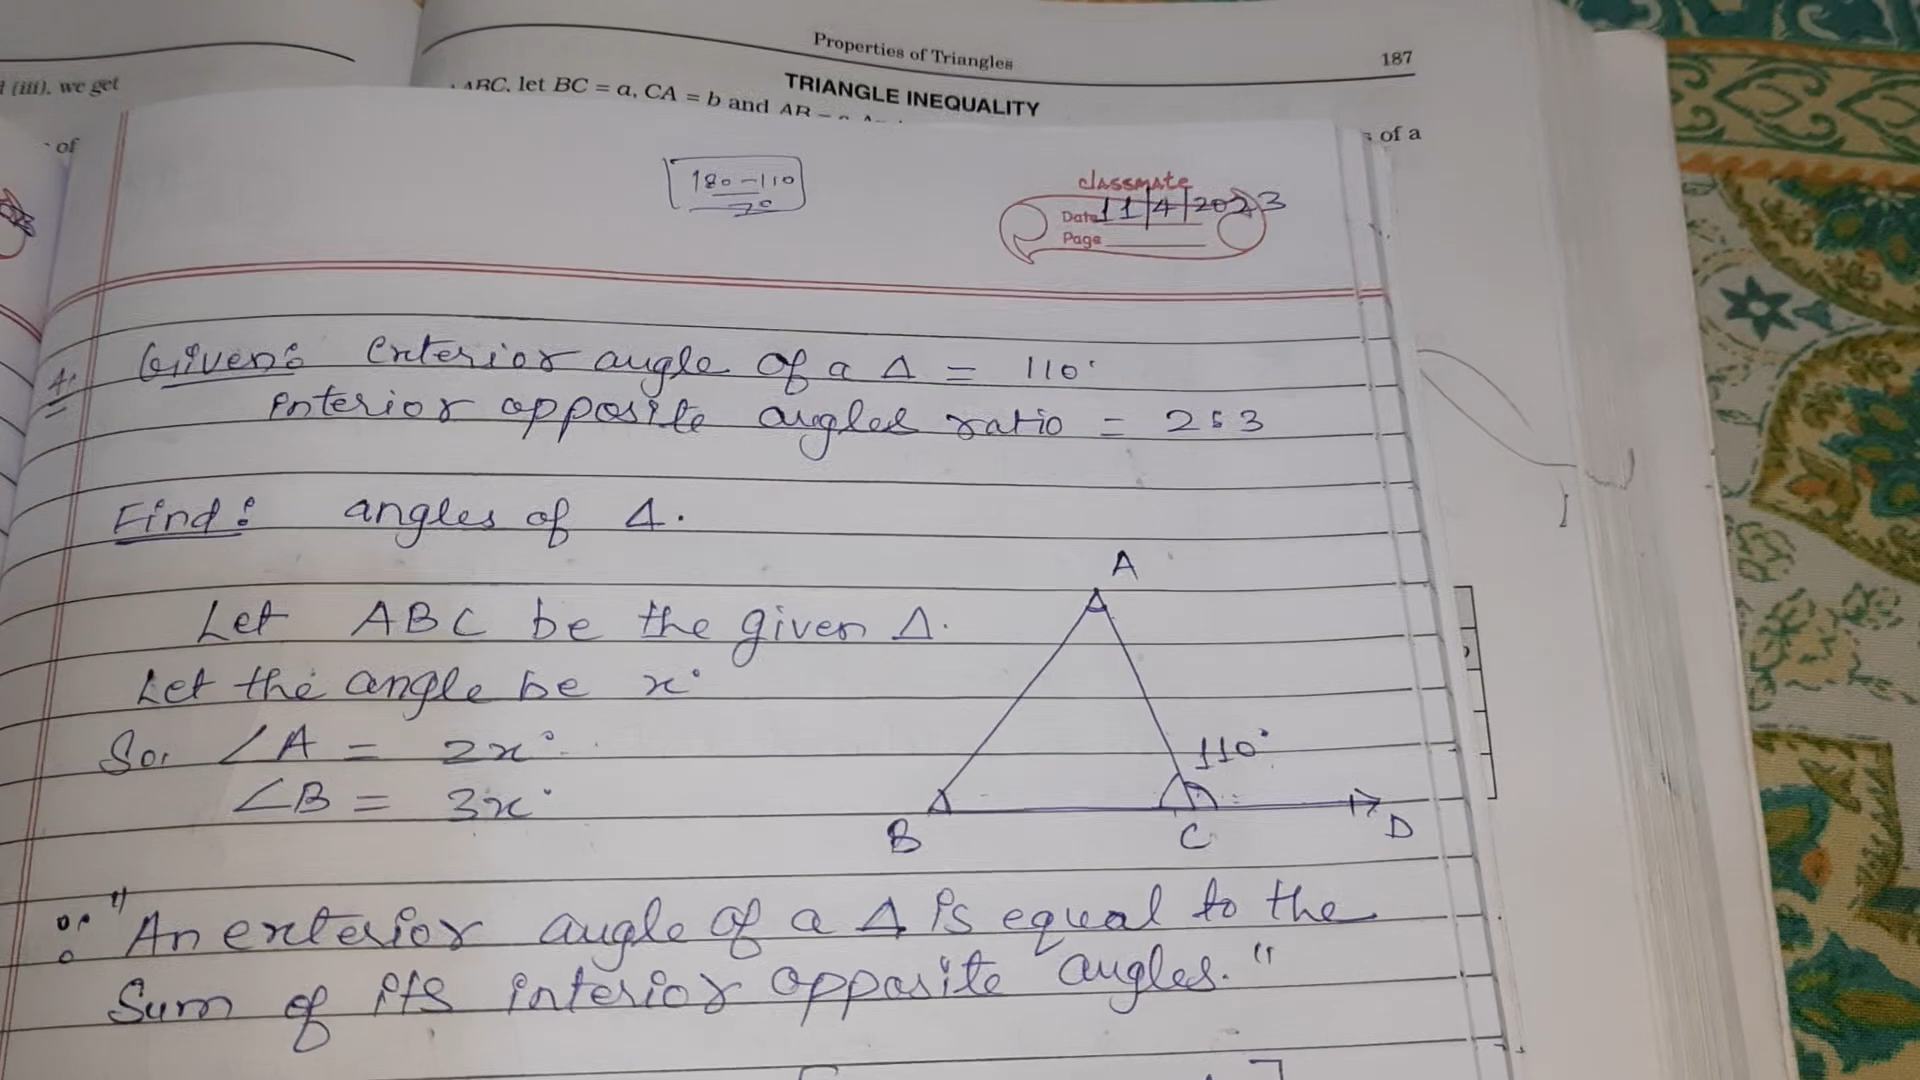 Properties of Triangles
187
TRIANGLE INEQUALITY
(iii), we get
ABC, let BC = a, CA = b and AB
of
of a
180-110
70
classmate
Date 11/4/2023
Page
4.
Given: Exterior angle of a Δ = 110°
interior opposite angles ratio = 2:3
Find: angles of Δ.
A
Let ABC be the given Δ.
Let the angle be x°
So, ∠A = 2x°
110°
∠B = 3x°
B
C
D
∵ "An exterior angle of a Δ is equal to the
Sum of its interior opposite angles."